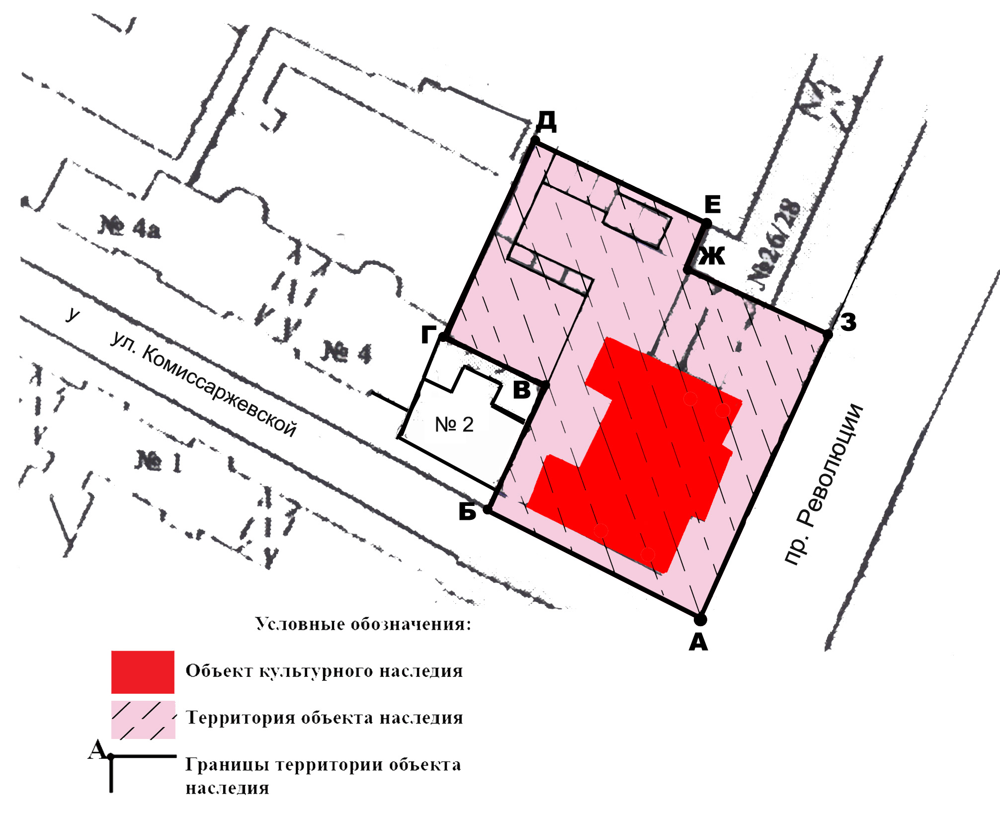 Д
Е
Ж
№26/28
№ 4а
З
у
Г
№ 4
ул. Комиссаржевской
В
№ 2
№ 1
Б
пр. Революции
А
Условные обозначения:
Объект культурного наследия
Территория объекта наследия
А
Границы территории объекта
наследия